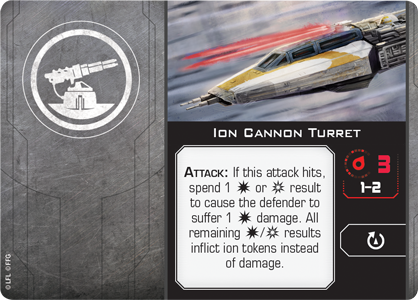 Ion Cannon Turret
Attack: If this attack hits,
spend 1 or result
to cause the defender to
suffer 1 damage. All
remaining / results
inflict ion tokens instead
of damage.
3
1-2
© LFL © FFG